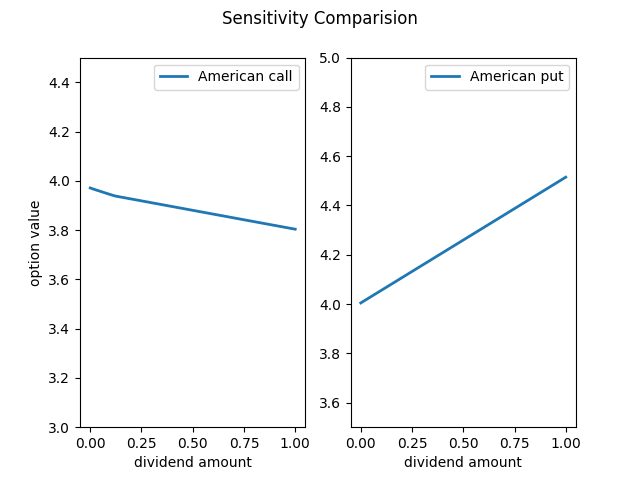 Sensitivity Comparision
American call
4.4
4.2
4.0
3.8
3.6
3.4
3.2
3.0
option value
0.00 0.25 0.50 0.75 1.00
dividend amount
American put
5.0
4.8
4.6
4.4
4.2
4.0
3.8
3.6
0.00 0.25 0.50 0.75 1.00
dividend amount